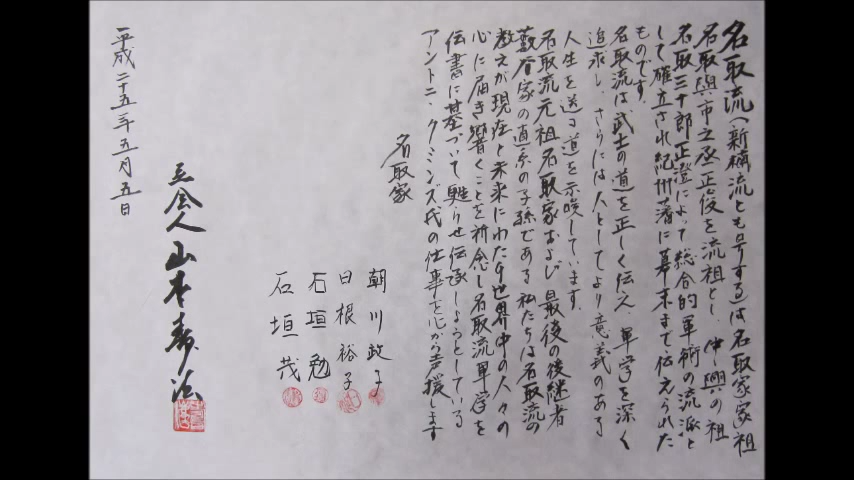 名取流(新楠流とも号する)は名取家家祖
名取與市之丞正俊を流祖とし、中興の祖
名取三十郎正澄によって総合的軍術の流派と
して確立され紀州藩に幕末まで伝えられた
ものです。
名取流は武士の道を正しく伝え、軍学を深く
追求し、さらには人としてより意義のある
人生を送る道を示唆しています。
名取流元祖名取家および最後の後継者
藪谷家の直系の子孫である私たちは名取流の
教えが現在と未来にわたり世界中の人々の
心に届き響くことを祈念し名取流軍学を
伝書に基づいて甦らせ伝承しようとしている
アントニー・クミンズ氏の仕事を心から声援します
名取家
朝川政子
日根裕子
石垣勉
石垣哉
立会人 山本寿法
平成二十五年五月五日